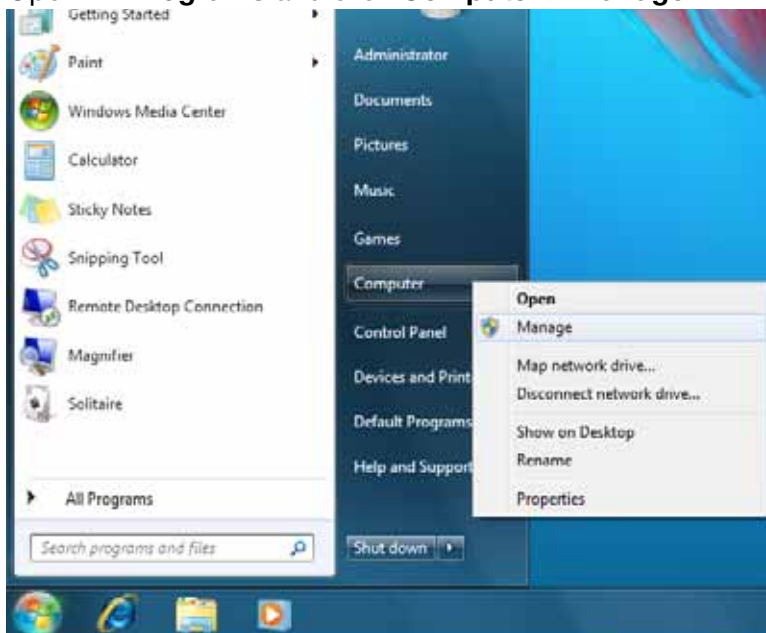 Getting Started
Paint
Windows Media Center
Calculator
Sticky Notes
Snipping Tool
Remote Desktop Connection
Magnifier
Solitaire
All Programs
Search programs and files
Administrator
Documents
Pictures
Music
Games
Computer
Control Panel
Devices and Print
Default Programs
Help and Support
Shut down
Open
Manage
Map network drive...
Disconnect network drive...
Show on Desktop
Rename
Properties